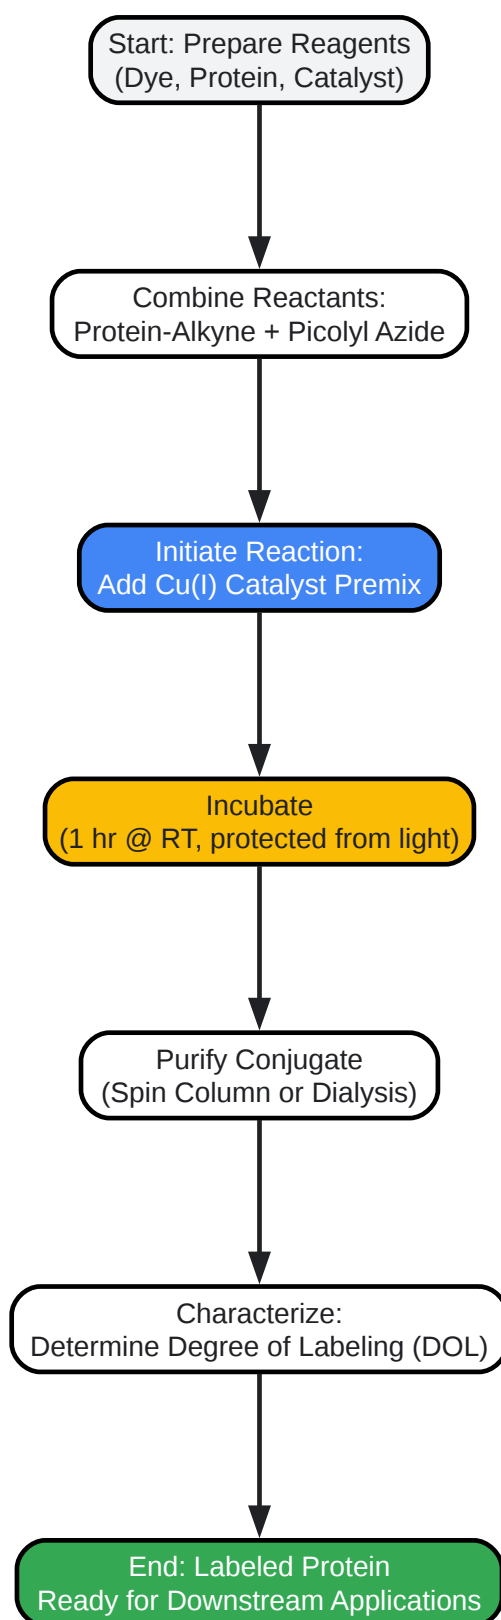 Start: Prepare Reagents
(Dye, Protein, Catalyst)
Combine Reactants:
Protein-Alkyne + Picolyl Azide
Initiate Reaction:
Add Cu(I) Catalyst Premix
Incubate
(1 hr @ RT, protected from light)
Purify Conjugate
(Spin Column or Dialysis)
Characterize:
Determine Degree of Labeling (DOL)
End: Labeled Protein
Ready for Downstream Applications